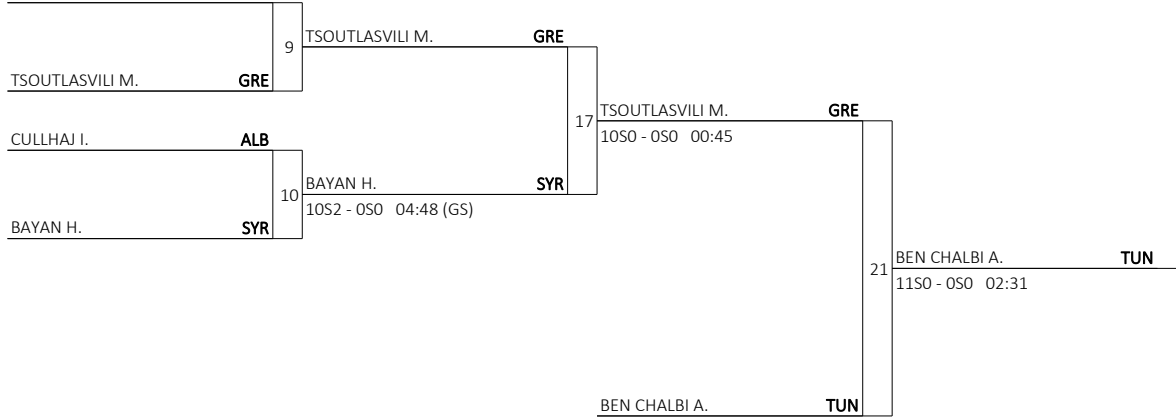 9
TSOUTLASVILI M. GRE
TSOUTLASVILI M. GRE
CULLHAJ I. ALB
10
BAYAN H. SYR
10S2 - 0S0 04:48 (GS)
BAYAN H. SYR
17
TSOUTLASVILI M. GRE
10S0 - 0S0 00:45
21
BEN CHALBI A. TUN
11S0 - 0S0 02:31
BEN CHALBI A. TUN